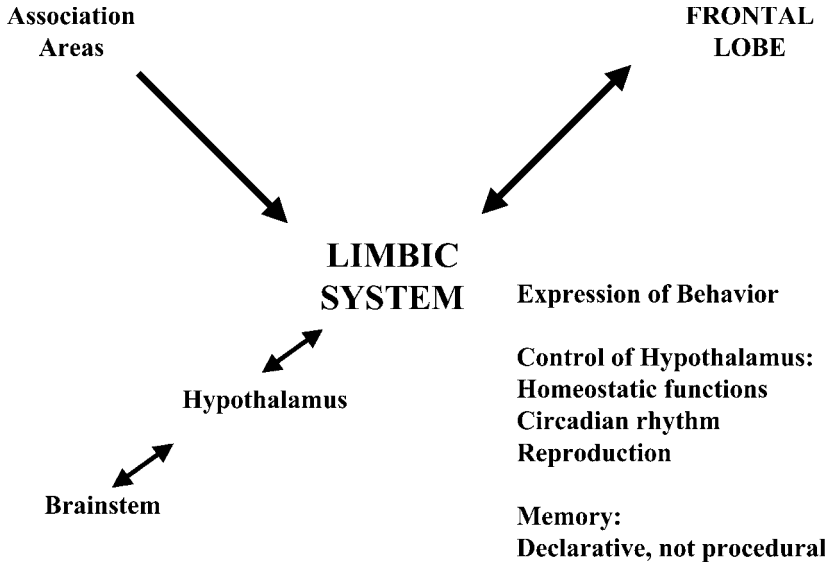 Association
Areas
FRONTAL
LOBE
LIMBIC
SYSTEM
Expression of Behavior
Control of Hypothalamus:
Homeostatic functions
Circadian rhythm
Reproduction
Hypothalamus
Brainstem
Memory:
Declarative, not procedural